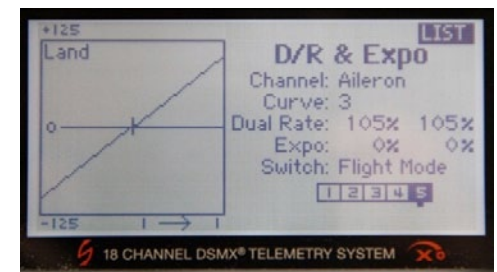 +125
LIST
Land
D/R & Expo
Channel: Aileron
Curve: 3
0
Dual Rate: 105% 105%
Expo: 0% 0%
Switch: Flight Mode
1 2 3 4 5
-125
18 CHANNEL DSMX® TELEMETRY SYSTEM